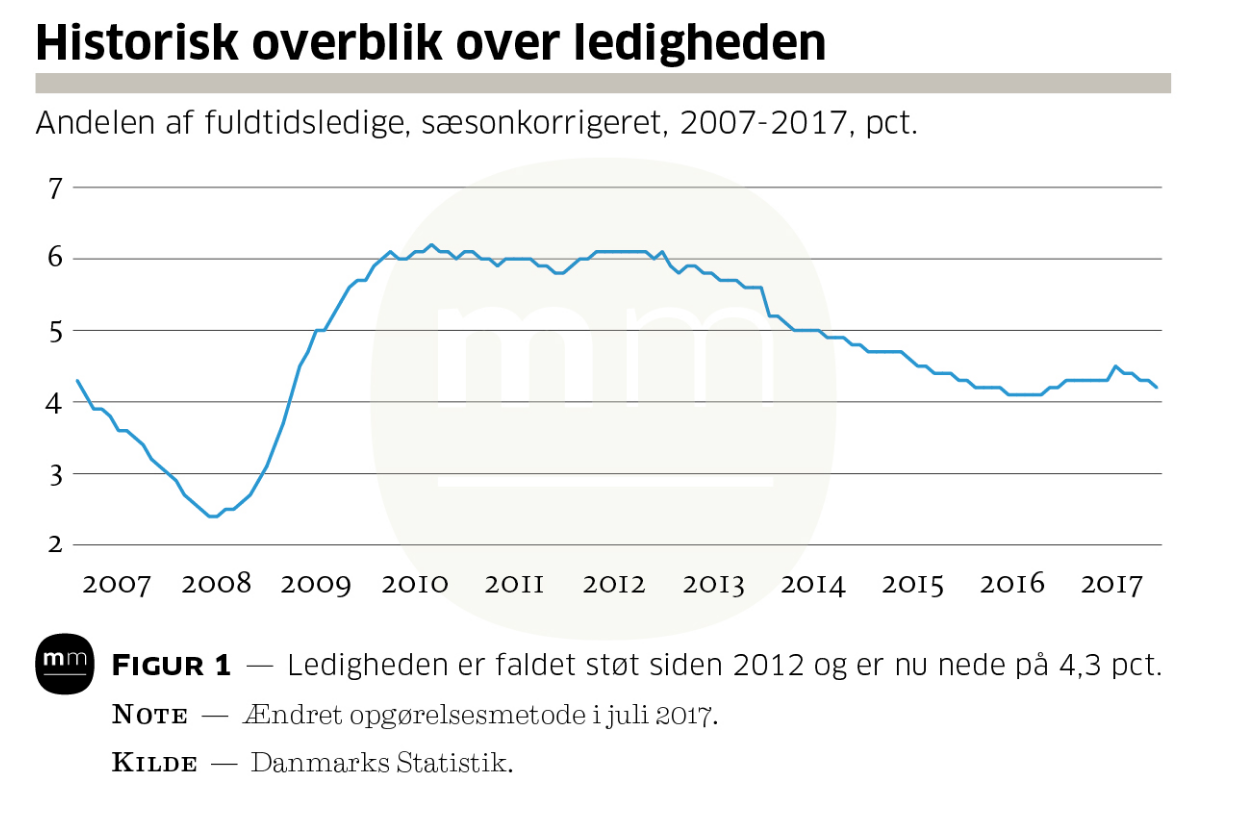 Historisk overblik over ledigheden
Andelen af fuldtidsledige, sæsonkorrigeret, 2007-2017, pct.
7
6
5
4
3
2
2007 2008 2009 2010 2011 2012 2013 2014 2015 2016 2017
mm
mm FIGUR 1 — Ledigheden er faldet støt siden 2012 og er nu nede på 4,3 pct.
NOTE — Ændret opgørelsesmetode i juli 2017.
KILDE — Danmarks Statistik.